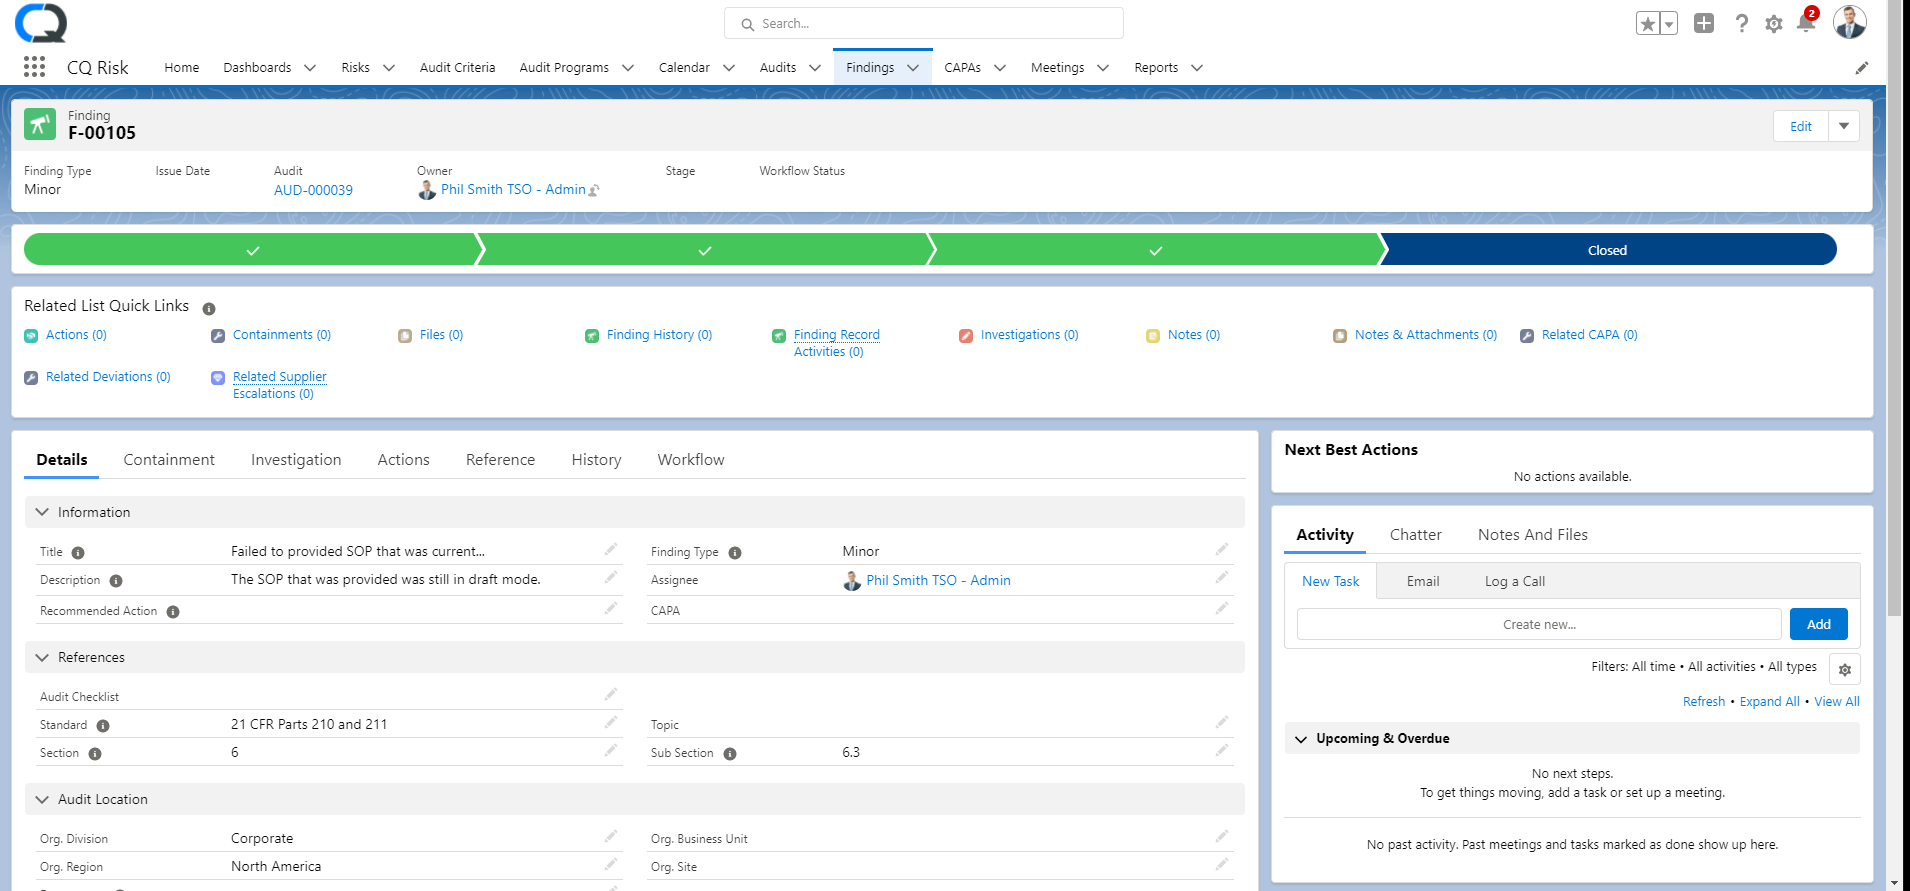 CQ
Search...
2
CQ Risk
Home
Dashboards
Risks
Audit Criteria
Audit Programs
Calendar
Audits
Findings
CAPAs
Meetings
Reports
Finding
F-00105
Edit
Finding Type
Issue Date
Audit
Owner
Stage
Workflow Status
Minor
AUD-000039
Phil Smith TSO - Admin
Closed
Related List Quick Links
Actions (0)
Containments (0)
Files (0)
Finding History (0)
Finding Record
Activities (0)
Investigations (0)
Notes (0)
Notes & Attachments (0)
Related CAPA (0)
Related Deviations (0)
Related Supplier
Escalations (0)
Details
Containment
Investigation
Actions
Reference
History
Workflow
Information
Title
Failed to provided SOP that was current...
Finding Type
Minor
Description
The SOP that was provided was still in draft mode.
Assignee
Phil Smith TSO - Admin
Recommended Action
CAPA
References
Audit Checklist
Standard
21 CFR Parts 210 and 211
Topic
Section
6
Sub Section
6.3
Audit Location
Org. Division
Corporate
Org. Business Unit
Org. Region
North America
Org. Site
Next Best Actions
No actions available.
Activity
Chatter
Notes And Files
New Task
Email
Log a Call
Create new...
Add
Filters: All time • All activities • All types
Refresh • Expand All • View All
Upcoming & Overdue
No next steps.
To get things moving, add a task or set up a meeting.
No past activity. Past meetings and tasks marked as done show up here.